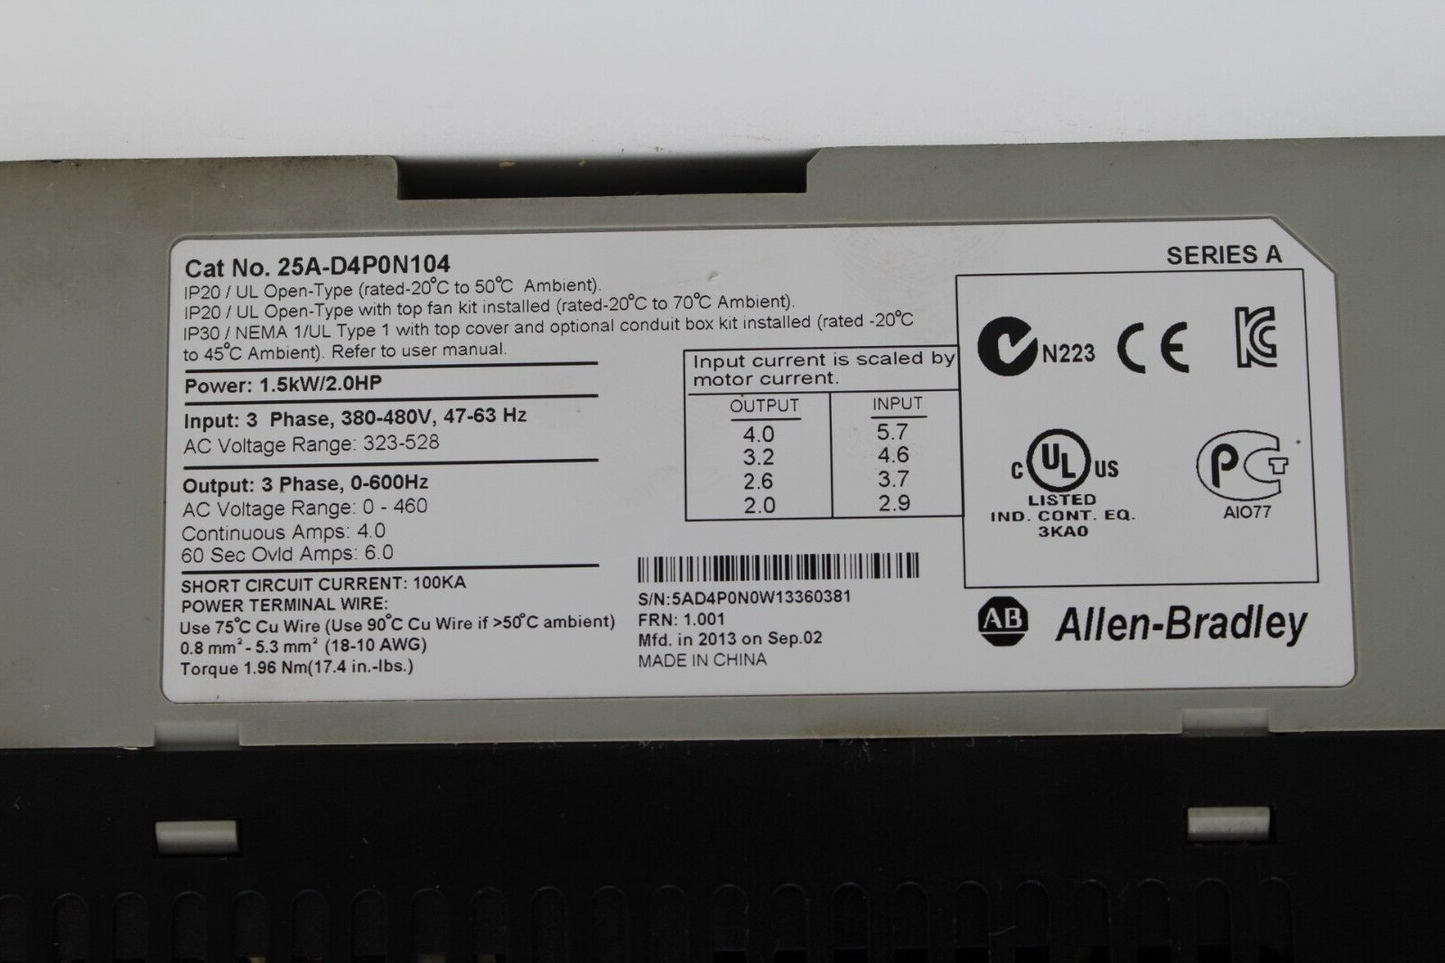 Cat No. 25A-D4P0N104
IP20 / UL Open-Type (rated-20°C to 50°C Ambient).
IP20 / UL Open-Type with top fan kit installed (rated-20°C to 70°C Ambient).
IP30 / NEMA 1/UL Type 1 with top cover and optional conduit box kit installed (rated -20°C
to 45°C Ambient). Refer to user manual.
Power: 1.5kW/2.0HP
Input: 3 Phase, 380-480V, 47-63 Hz
AC Voltage Range: 323-528
Output: 3 Phase, 0-600Hz
AC Voltage Range: 0 - 460
Continuous Amps: 4.0
60 Sec Ovld Amps: 6.0
SHORT CIRCUIT CURRENT: 100KA
POWER TERMINAL WIRE:
Use 75°C Cu Wire (Use 90°C Cu Wire if >50°C ambient)
0.8 mm² - 5.3 mm² (18-10 AWG)
Torque 1.96 Nm(17.4 in.-lbs.)
Input current is scaled by
motor current.
OUTPUT INPUT
4.0 5.7
3.2 4.6
2.6 3.7
2.0 2.9
S/N:5AD4P0N0W13360381
FRN: 1.001
Mfd. in 2013 on Sep.02
MADE IN CHINA
SERIES A
N223 CE KC
C UL US
LISTED
IND. CONT. EQ.
3KA0
PCT
AIO77
AB Allen-Bradley